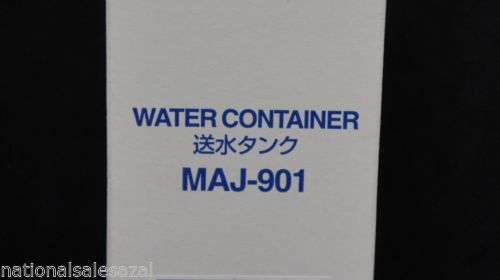 WATER CONTAINER
送水タンク
MAJ-901
nationalsalesazal